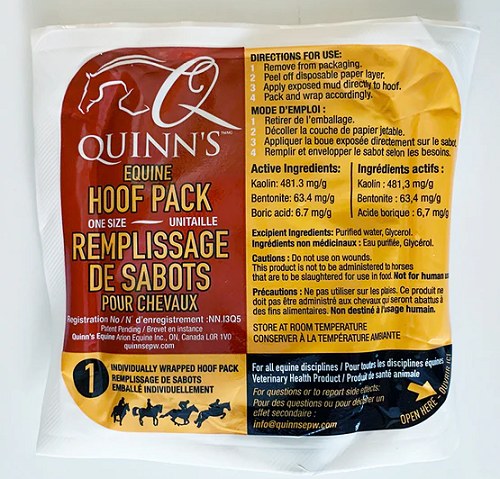 Q
QUINN'S
EQUINE
HOOF PACK
ONE SIZE — UNITAILLE
REMPLISSAGE
DE SABOTS
POUR CHEVAUX
Registration No / N° d'enregistrement :NN.I3Q5
Patent Pending / Brevet en instance
Quinn's Equine Arion Equine Inc., ON, Canada L0R 1V0
quinnsepw.com
1
INDIVIDUALLY WRAPPED HOOF PACK
REMPLISSAGE DE SABOTS
EMBALLÉ INDIVIDUELLEMENT
DIRECTIONS FOR USE:
1 Remove from packaging.
2 Peel off disposable paper layer.
3 Apply exposed mud directly to hoof.
4 Pack and wrap accordingly.
MODE D'EMPLOI :
1 Retirer de l'emballage.
2 Décoller la couche de papier jetable.
3 Appliquer la boue exposée directement sur le sabot
4 Remplir et envelopper le sabot selon les besoins.
Active Ingredients:
Kaolin: 481.3 mg/g
Bentonite: 63.4 mg/g
Boric acid: 6.7 mg/g
Ingrédients actifs :
Kaolin : 481,3 mg/g
Bentonite : 63,4 mg/g
Acide borique : 6,7 mg/g
Excipient Ingredients: Purified water, Glycerol.
Ingrédients non médicinaux : Eau purifiée, Glycérol.
Cautions : Do not use on wounds.
This product is not to be administered to horses
that are to be slaughtered for use in food. Not for human u
Précautions : Ne pas utiliser sur les plaies. Ce produit ne
doit pas être administré aux chevaux qui seront abattus à
des fins alimentaires. Non destiné à l'usage humain.
STORE AT ROOM TEMPERATURE
CONSERVER À LA TEMPÉRATURE AMBIANTE
For all equine disciplines / Pour toutes les disciplines équines
Veterinary Health Product / Produit de santé animale
For questions or to report side effects:
Pour des questions ou pour déclarer un
effet secondaire :
info@quinnsepw.com
OPEN HERE - OUVRIR ICI